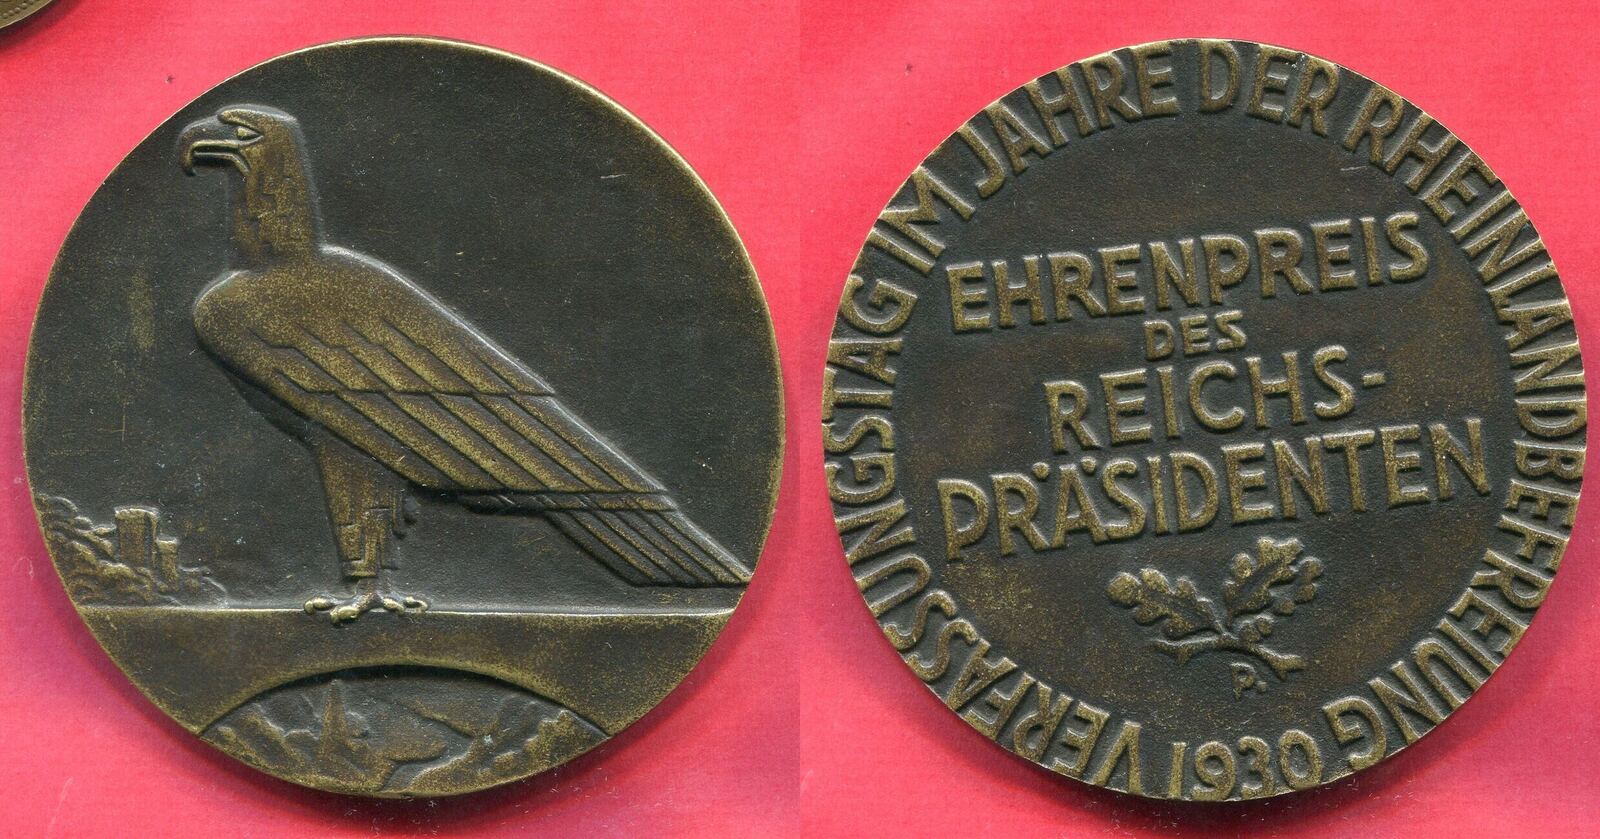 VERFASSUNGSTAG IM JAHRE DER RHEINLANDBEFREIUNG 1930
EHRENPREIS
DES
REICHS-
PRÄSIDENTEN
P.